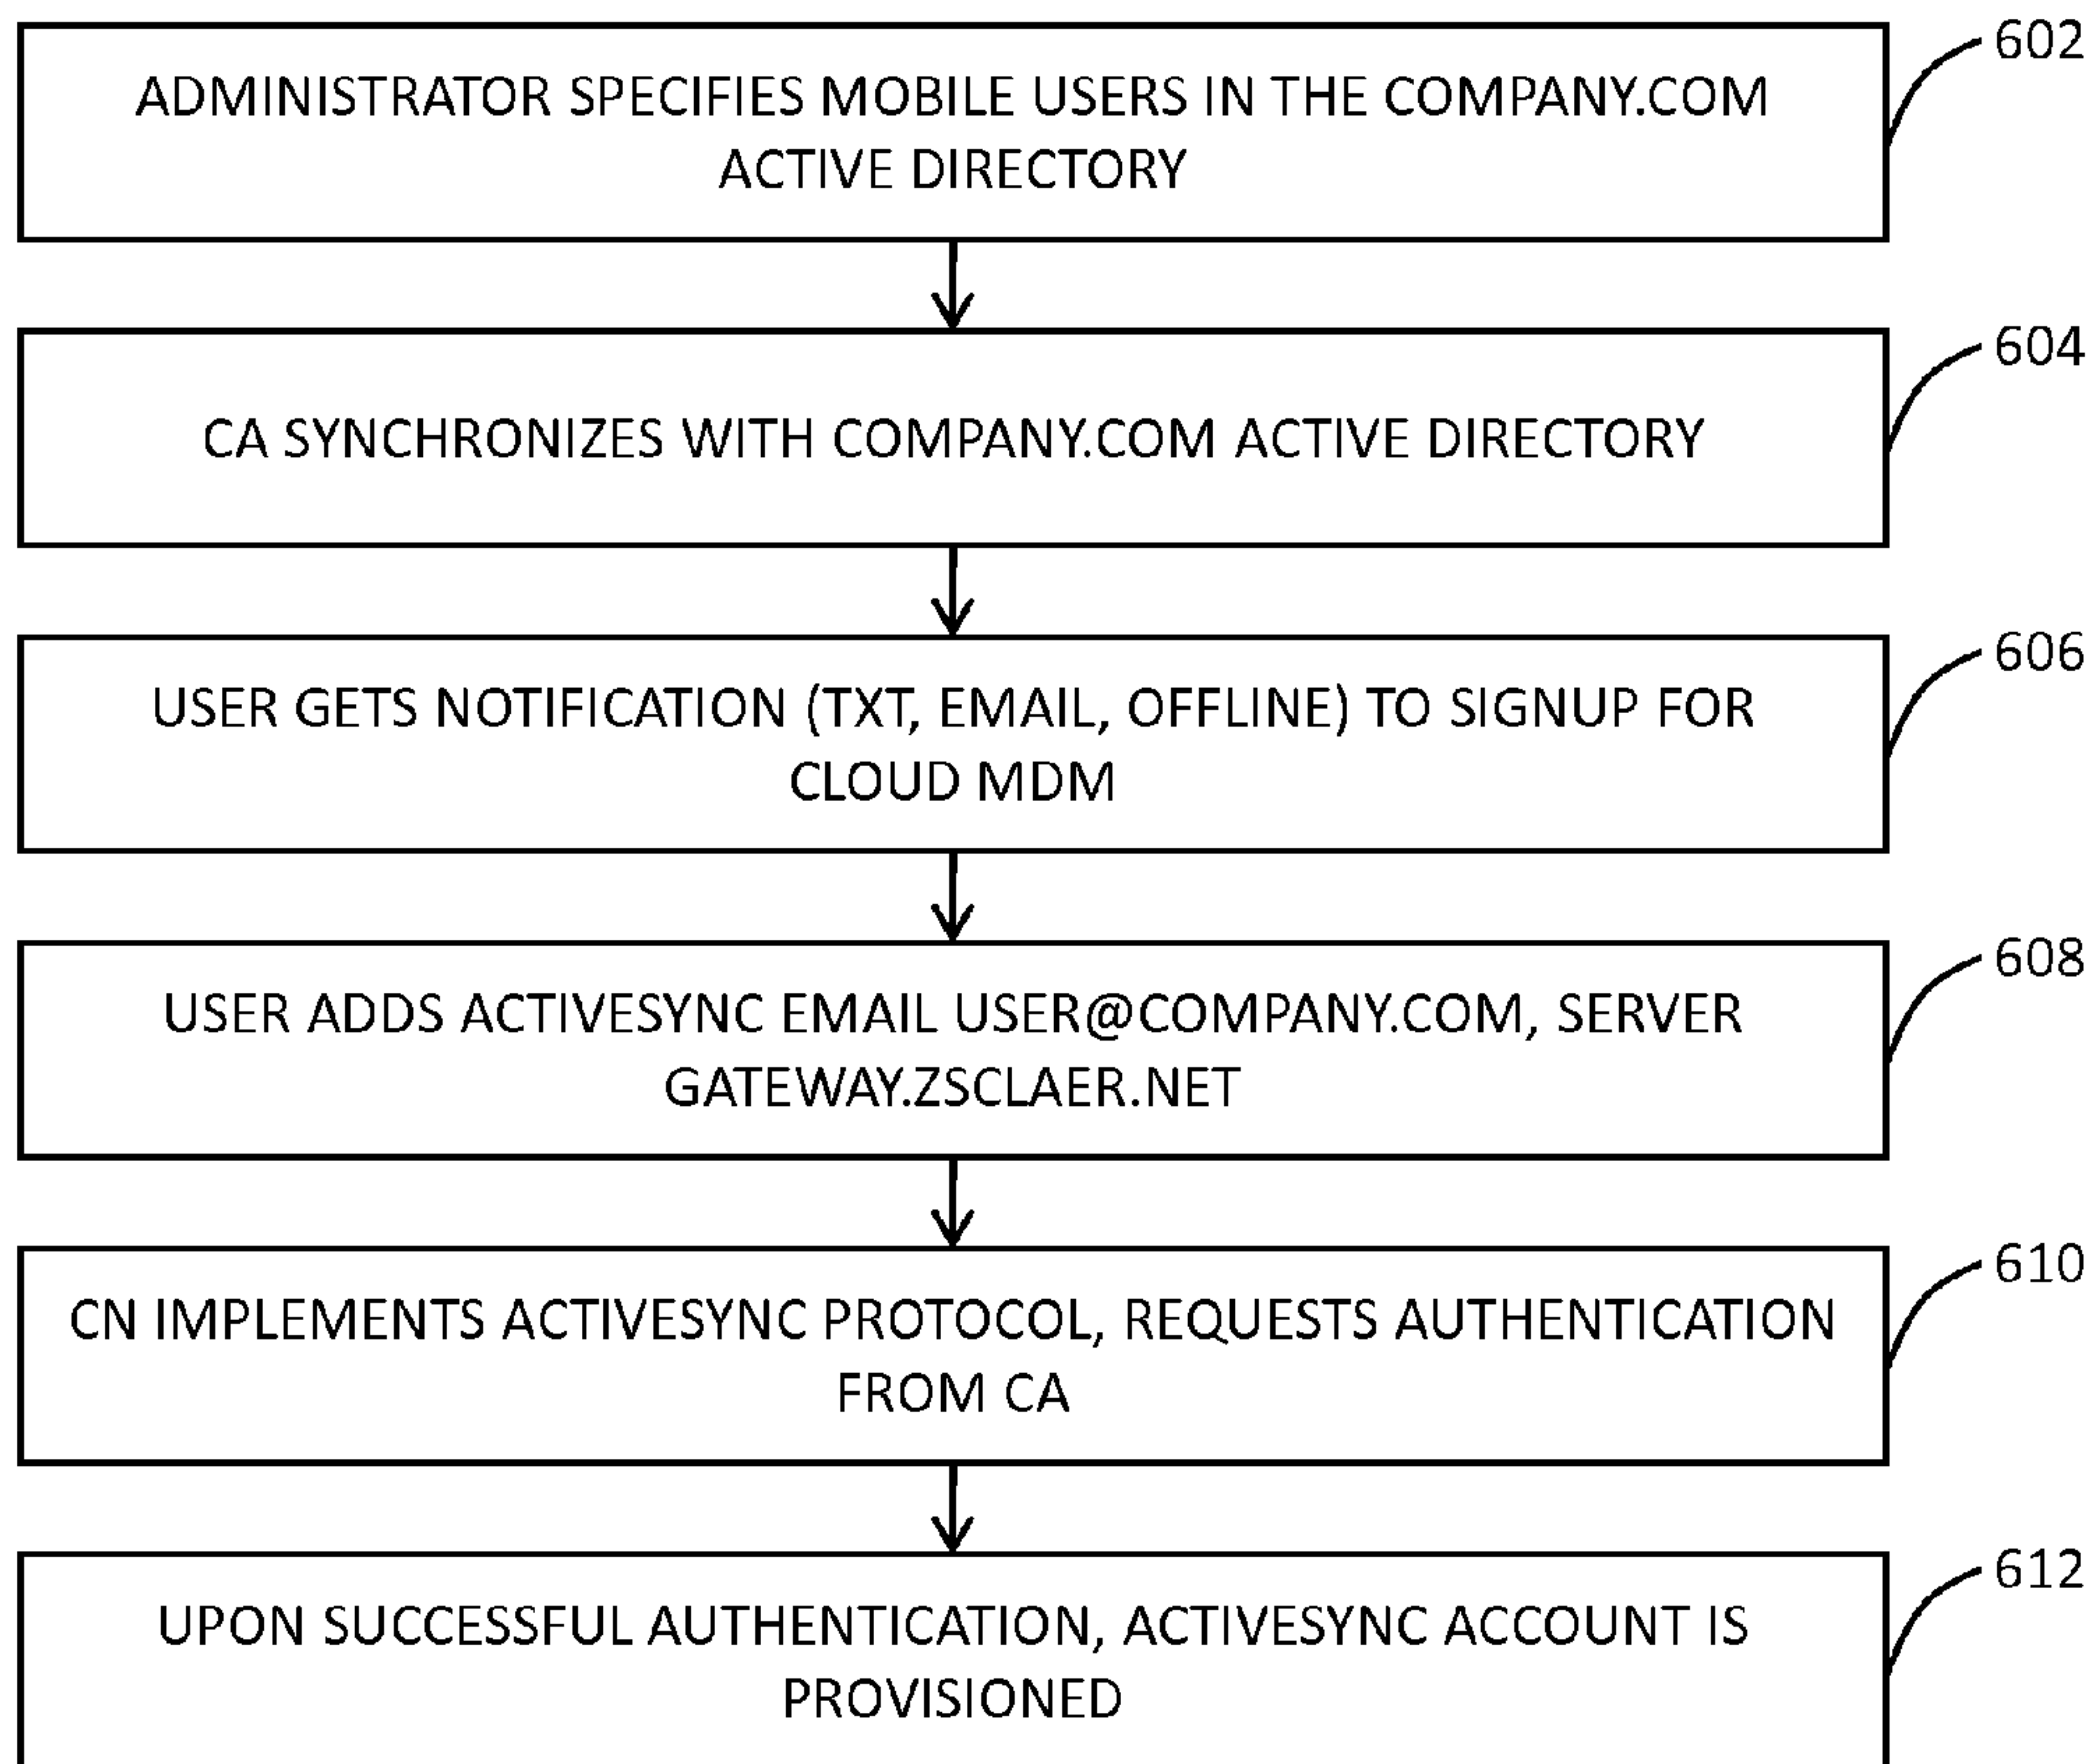 ADMINISTRATOR SPECIFIES MOBILE USERS IN THE COMPANY.COM
ACTIVE DIRECTORY
602
CA SYNCHRONIZES WITH COMPANY.COM ACTIVE DIRECTORY
604
USER GETS NOTIFICATION (TXT, EMAIL, OFFLINE) TO SIGNUP FOR
CLOUD MDM
606
USER ADDS ACTIVESYNC EMAIL USER@COMPANY.COM, SERVER
GATEWAY.ZSCLAER.NET
608
CN IMPLEMENTS ACTIVESYNC PROTOCOL, REQUESTS AUTHENTICATION
FROM CA
610
UPON SUCCESSFUL AUTHENTICATION, ACTIVESYNC ACCOUNT IS
PROVISIONED
612